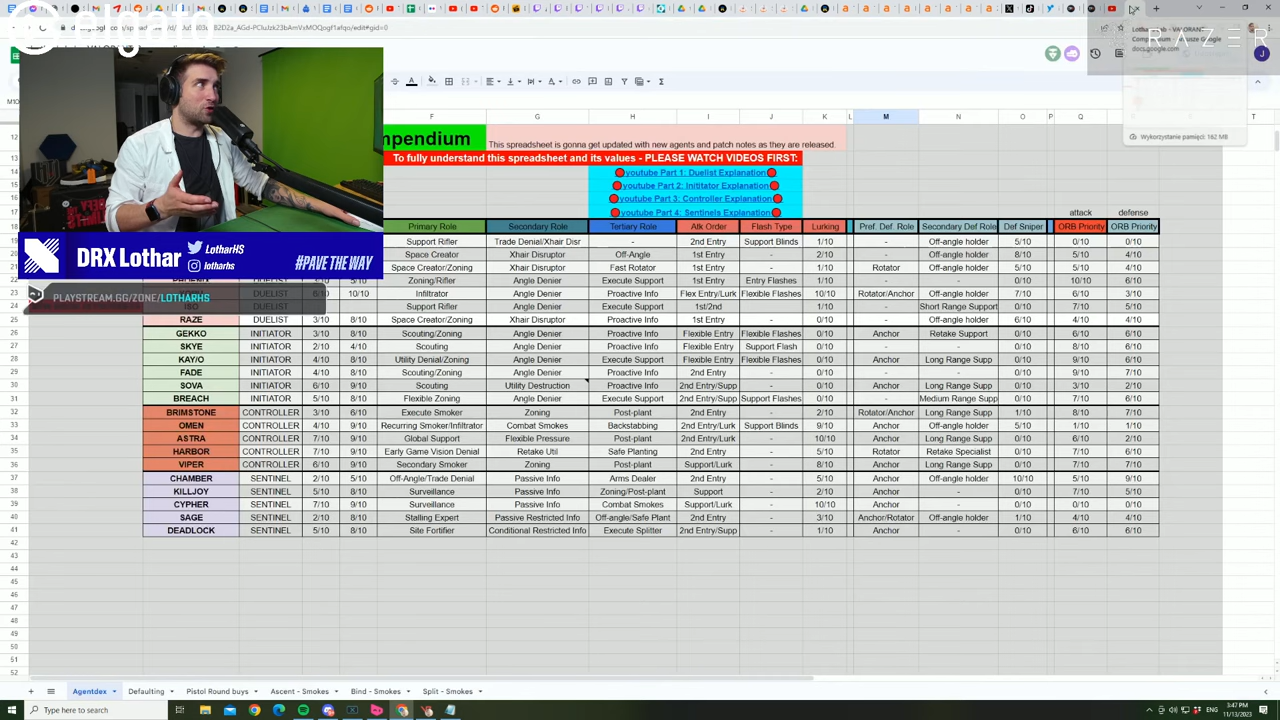 docs.google.com
Wykorzystanie pamięci: 162 MB
RAZER
DRX Lothar
LotharHS
lotharhs
#PAVE THE WAY
PLAYSTREAM.GG/ZONE/LOTHARHS
mpendium
This spreadsheet is gonna get updated with new agents and patch notes as they are released.
To fully understand this spreadsheet and its values - PLEASE WATCH VIDEOS FIRST:
youtube Part 1: Duelist Explanation
youtube Part 2: Inititator Explanation
youtube Part 3: Controller Explanation
youtube Part 4: Sentinels Explanation
attack defense
Primary Role Secondary Role Tertiary Role Atk Order Flash Type Lurking Pref. Def. Role Secondary Def Role Def Sniper ORB Priority ORB Priority
Support Rifler Trade Denial/Xhair Disr - 2nd Entry Support Blinds 1/10 - Off-angle holder 5/10 0/10 0/10
Space Creator Xhair Disruptor Off-Angle 1st Entry - 1/10 - Off-angle holder 8/10 5/10 4/10
Space Creator/Zoning Xhair Disruptor Fast Rotator 1st Entry - 1/10 Rotator Off-angle holder 5/10 5/10 4/10
Zoning/Rifler Angle Denier Execute Support 1st Entry Entry Flashes 1/10 - - 0/10 10/10 6/10
DUELIST 6/10 10/10 Infiltrator Angle Denier Proactive Info Flex Entry/Lurk Flexible Flashes 10/10 Rotator/Anchor Off-angle holder 7/10 6/10 3/10
DUELIST Support Rifler Angle Denier Execute Support 1st/2nd - 1/10 - Short Range Support 0/10 7/10 5/10
RAZE DUELIST 3/10 8/10 Space Creator/Zoning Xhair Disruptor Proactive Info 1st Entry - 0/10 - Off-angle holder 6/10 4/10 4/10
GEKKO INITIATOR 3/10 8/10 Scouting/Zoning Angle Denier Proactive Info Flexible Entry Flexible Flashes 0/10 Anchor Retake Support 0/10 6/10 6/10
SKYE INITIATOR 2/10 4/10 Scouting/Zoning Angle Denier Proactive Info Flexible Entry Support Flash 1/10 - - 0/10 8/10 6/10
KAY/O INITIATOR 4/10 8/10 Utility Denial/Zoning Angle Denier Execute Support Flexible Entry Flexible Flashes 0/10 Anchor Long Range Supp 0/10 9/10 6/10
FADE INITIATOR 4/10 8/10 Scouting/Zoning Angle Denier Proactive Info 2nd Entry - 0/10 - - 0/10 9/10 7/10
SOVA INITIATOR 6/10 8/10 Scouting Utility Destruction Proactive Info 2nd Entry/Supp - 0/10 Anchor Long Range Supp 0/10 3/10 2/10
BREACH INITIATOR 5/10 8/10 Flexible Zoning Angle Denier Execute Support 2nd Entry/Supp Support Flashes 0/10 Anchor Medium Range Supp 0/10 7/10 6/10
BRIMSTONE CONTROLLER 3/10 6/10 Execute Smoker Zoning Post-plant 2nd Entry - 2/10 Rotator/Anchor Long Range Supp 1/10 8/10 7/10
OMEN CONTROLLER 4/10 9/10 Recurring Smoker/Infiltrator Combat Smokes Backstabbing 2nd Entry/Lurk Support Blinds 9/10 Anchor Off-angle holder 5/10 1/10 1/10
ASTRA CONTROLLER 7/10 9/10 Global Support Flexible Pressure Post-plant 2nd Entry/Lurk - 10/10 Anchor Long Range Supp 0/10 6/10 2/10
HARBOR CONTROLLER 7/10 9/10 Early Game Vision Denial Retake Util Safe Planting 2nd Entry - 5/10 Rotator Retake Specialist 0/10 7/10 7/10
VIPER CONTROLLER 6/10 9/10 Secondary Smoker Zoning Post-plant Support/Lurk - 8/10 Anchor Long Range Supp 0/10 7/10 7/10
CHAMBER SENTINEL 2/10 5/10 Off-Angle/Trade Denial Passive Info Arms Dealer 2nd Entry - 5/10 Anchor Off-angle holder 10/10 5/10 9/10
KILLJOY SENTINEL 5/10 8/10 Surveillance Passive Info Zoning/Post-plant Support - 2/10 Anchor - 0/10 7/10 5/10
CYPHER SENTINEL 7/10 9/10 Surveillance Passive Info Combat Smokes Support/Lurk - 10/10 Anchor - 0/10 0/10 0/10
SAGE SENTINEL 2/10 8/10 Stalling Expert Passive Restricted Info Off-angle/Safe Plant 2nd Entry - 3/10 Anchor/Rotator Off-angle holder 1/10 4/10 4/10
DEADLOCK SENTINEL 5/10 8/10 Site Fortifier Conditional Restricted Info Execute Splitter 2nd Entry/Supp - 1/10 Anchor - 0/10 6/10 6/10
Agentdex Defaulting Pistol Round buys Ascent - Smokes Bind - Smokes Split - Smokes
Type here to search
ENG
3:47 PM
11/13/2023